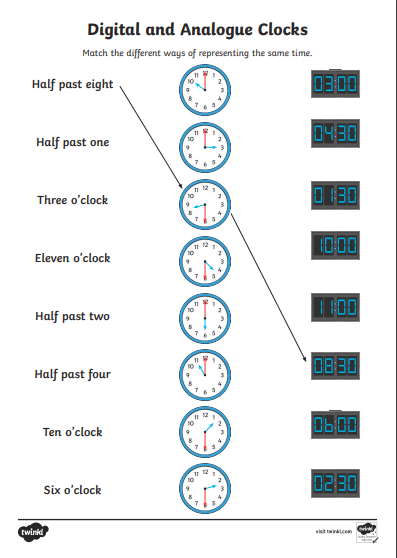 Digital and Analogue Clocks
Match the different ways of representing the same time.
Half past eight
03:00
Half past one
04:30
Three o'clock
01:30
Eleven o'clock
10:00
Half past two
11:00
Half past four
08:30
Ten o'clock
06:00
Six o'clock
02:30
twinkl
visit twinkl.com
twinkl